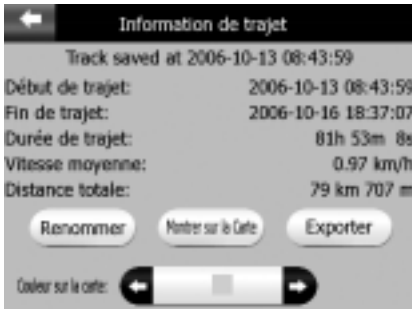 Information de trajet
Track saved at 2006-10-13 08:43:59
Début de trajet: 2006-10-13 08:43:59
Fin de trajet: 2006-10-16 18:37:07
Durée de trajet: 81h 53m 8s
Vitesse moyenne: 0.97 km/h
Distance totale: 79 km 707 m
Renommer Montrer sur la Carte Exporter
Couleur sur la carte: